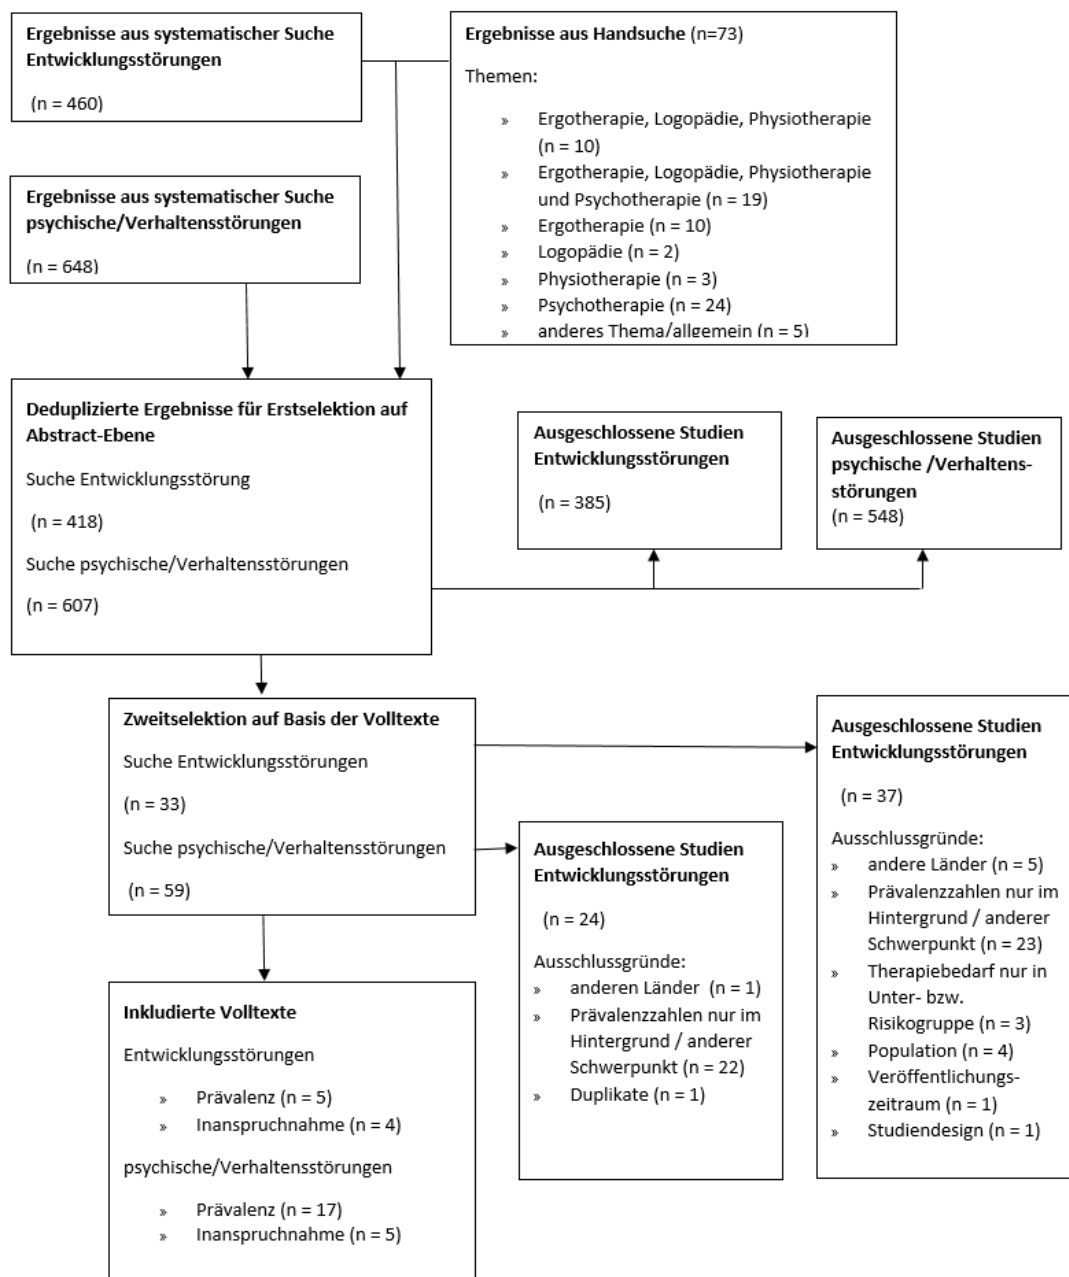 Ergebnisse aus systematischer Suche
Entwicklungsstörungen
(n = 460)
Ergebnisse aus Handsuche (n=73)
Themen:
» Ergotherapie, Logopädie, Physiotherapie
(n = 10)
» Ergotherapie, Logopädie, Physiotherapie
und Psychotherapie (n = 19)
» Ergotherapie (n = 10)
» Logopädie (n = 2)
» Physiotherapie (n = 3)
» Psychotherapie (n = 24)
» anderes Thema/allgemein (n = 5)
Ergebnisse aus systematischer Suche
psychische/Verhaltensstörungen
(n = 648)
Deduplizierte Ergebnisse für Erstselektion auf
Abstract-Ebene
Suche Entwicklungsstörung
(n = 418)
Suche psychische/Verhaltensstörungen
(n = 607)
Ausgeschlossene Studien
Entwicklungsstörungen
(n = 385)
Ausgeschlossene Studien
psychische /Verhaltens-
störungen
(n = 548)
Zweitselektion auf Basis der Volltexte
Suche Entwicklungsstörungen
(n = 33)
Suche psychische/Verhaltensstörungen
(n = 59)
Ausgeschlossene Studien
Entwicklungsstörungen
(n = 37)
Ausschlussgründe:
» andere Länder (n = 5)
» Prävalenzzahlen nur im
Hintergrund / anderer
Schwerpunkt (n = 23)
» Therapiebedarf nur in
Unter- bzw.
Risikogruppe (n = 3)
» Population (n = 4)
» Veröffentlichungs-
zeitraum (n = 1)
» Studiendesign (n = 1)
Ausgeschlossene Studien
Entwicklungsstörungen
(n = 24)
Ausschlussgründe:
» anderen Länder (n = 1)
» Prävalenzzahlen nur im
Hintergrund / anderer
Schwerpunkt (n = 22)
» Duplikate (n = 1)
Inkludierte Volltexte
Entwicklungsstörungen
» Prävalenz (n = 5)
» Inanspruchnahme (n = 4)
psychische/Verhaltensstörungen
» Prävalenz (n = 17)
» Inanspruchnahme (n = 5)